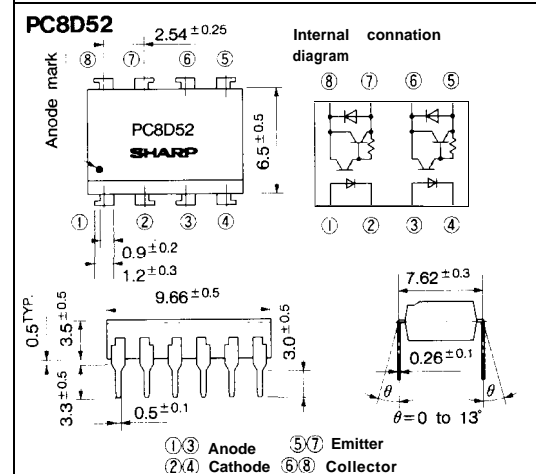 PC8D52
2.54 ±0.25
Internal connation
diagram
⑧ ⑦ ⑥ ⑤
⑧ ⑦ ⑥ ⑤
Anode mark
PC8D52
SHARP
6.5 ±0.5
① ② ③ ④
① ② ③ ④
0.9 ±0.2
1.2 ±0.3
9.66 ±0.5
7.62 ±0.3
0.5 TYP.
3.5 ±0.5
3.0 ±0.5
3.3 ±0.5
0.5 ±0.1
0.26 ±0.1
θ θ
θ=0 to 13°
①③ Anode ⑤⑦ Emitter
②④ Cathode ⑥⑧ Collector